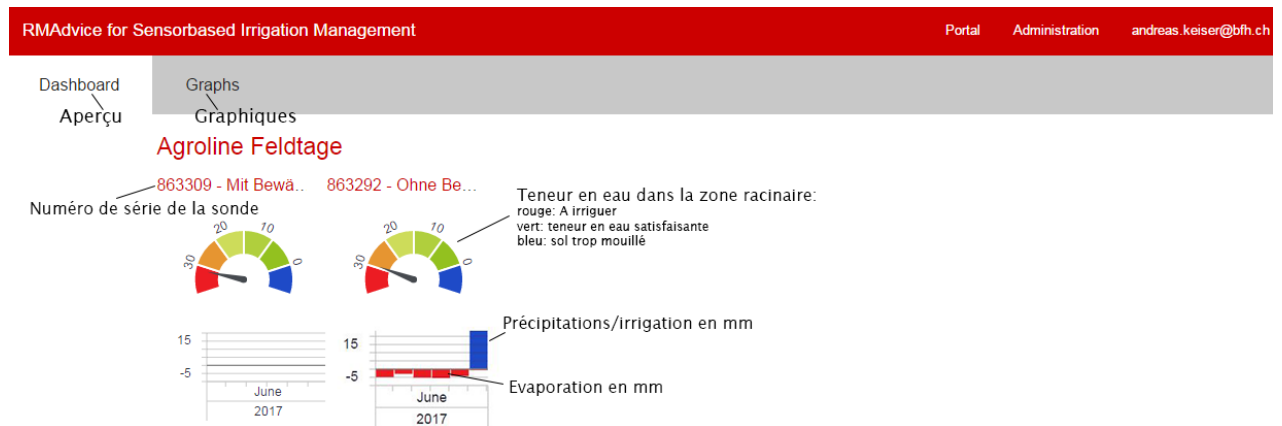 RMAdvice for Sensorbased Irrigation Management
Portal
Administration
andreas.keiser@bfh.ch
Dashboard
Graphs
Aperçu
Graphiques
Agroline Feldtage
863309 - Mit Bewä..
863292 - Ohne Be...
Numéro de série de la sonde
Teneur en eau dans la zone racinaire:
rouge: A irriguer
vert: teneur en eau satisfaisante
bleu: sol trop mouillé
30
20
10
0
30
20
10
0
Précipitations/irrigation en mm
15
-5
June
2017
15
-5
June
2017
Evaporation en mm